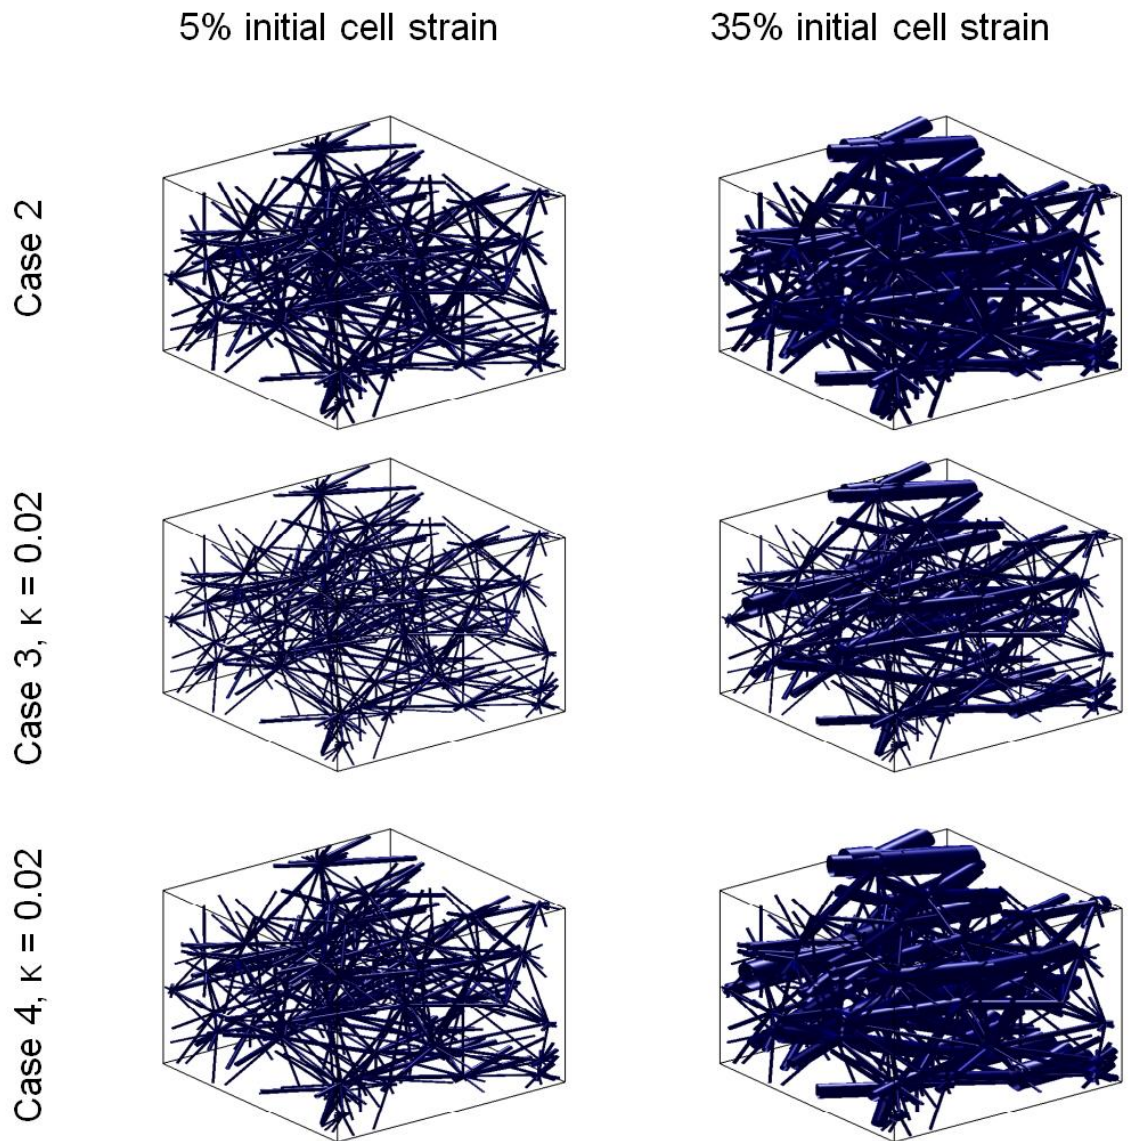 5% initial cell strain
35% initial cell strain
Case 2
Case 3, κ = 0.02
Case 4, κ = 0.02